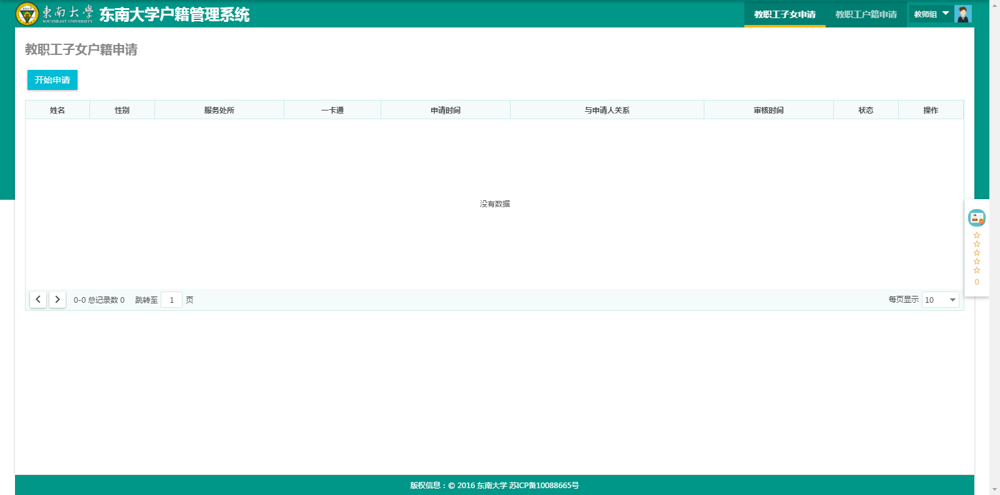 東南大學
SOUTHEAST UNIVERSITY
东南大学户籍管理系统
教职工子女申请
教职工户籍申请
教师组
教职工子女户籍申请
开始申请
姓名 性别 服务处所 一卡通 申请时间 与申请人关系 审核时间 状态 操作
没有数据
0
0-0 总记录数 0 跳转至 1 页
每页显示 10
版权信息：© 2016 东南大学 苏ICP备10088665号